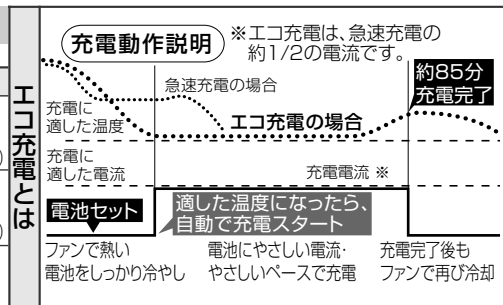 エコ充電とは
充電動作説明
※エコ充電は、急速充電の
約1/2の電流です。
急速充電の場合
約85分
充電完了
充電に
適した温度
エコ充電の場合
充電に
適した電流
充電電流 ※
電池セット
適した温度になったら、
自動で充電スタート
ファンで熱い
電池をしっかり冷やし
電池にやさしい電流・
やさしいペースで充電
充電完了後も
ファンで再び冷却